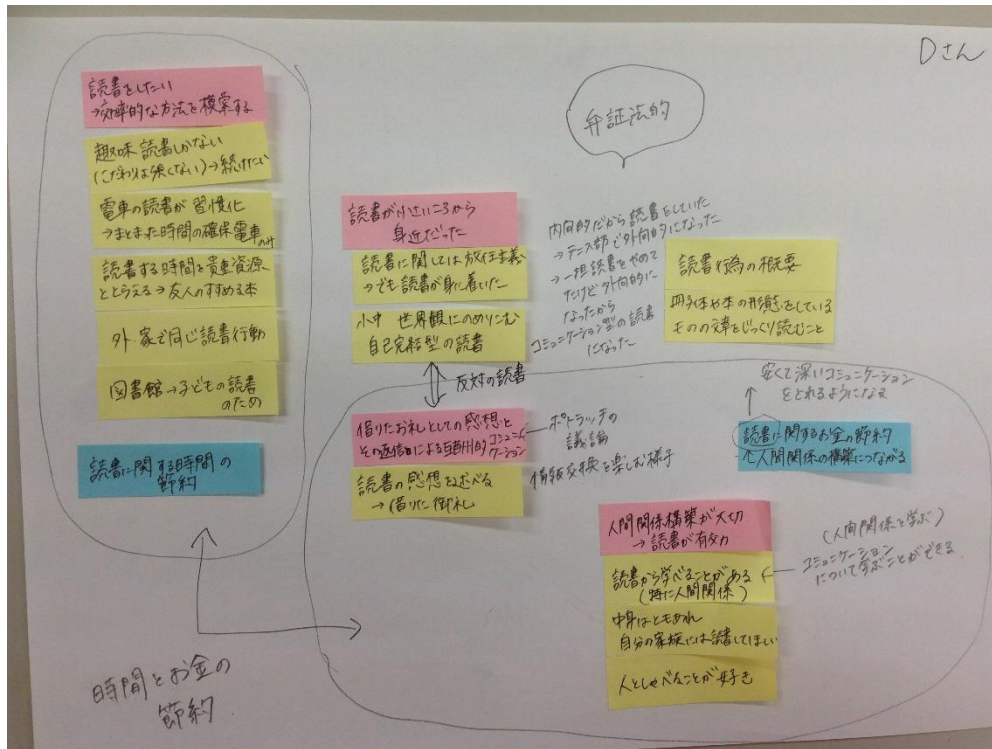 Dさん
弁証法的
読書をしたい
→効率的な方法を模索する
趣味 読書しかない
(こだわりは強くない)→続けたい
電車の読書が習慣化
→まとまった時間の確保電車のみ
読書する時間を貴重資源
ととらえる→友人のすすめる本
外・家で同じ読書行動
図書館→子どもの読書
のため
読書に関する時間の
節約
読書が小さいころから
身近だった
読書に関しては放任主義
→でも読書が身に着いた
小中 世界観にのめりこむ
自己完結型の読書
反対の読書
内向的だから読書をしていた
→テニス部で外向的になった
→一旦読書をやめて
たけど外向的に
なったから
コミュニケーション型の読書
になった
読書行為の概要
冊子体や本の形態をしている
ものの文章をじっくり読むこと
借りたお礼としての感想と
その返信による コミュニケーション
ポトラッチの
議論
読書の感想を述べる
→借りた御礼
情報交換を楽しむ様子
安くて深いコミュニケーション
をとれるようになる
読書に関するお金の節約
人間関係の構築につながる
人間関係構築が大切
→読書が有効
読書から学べることがある
(特に人間関係)
中身はともあれ
自分の家族には読書してほしい
人としゃべることが好き
(人間関係を学ぶ)
コミュニケーション
について学ぶことができる
時間とお金の
節約